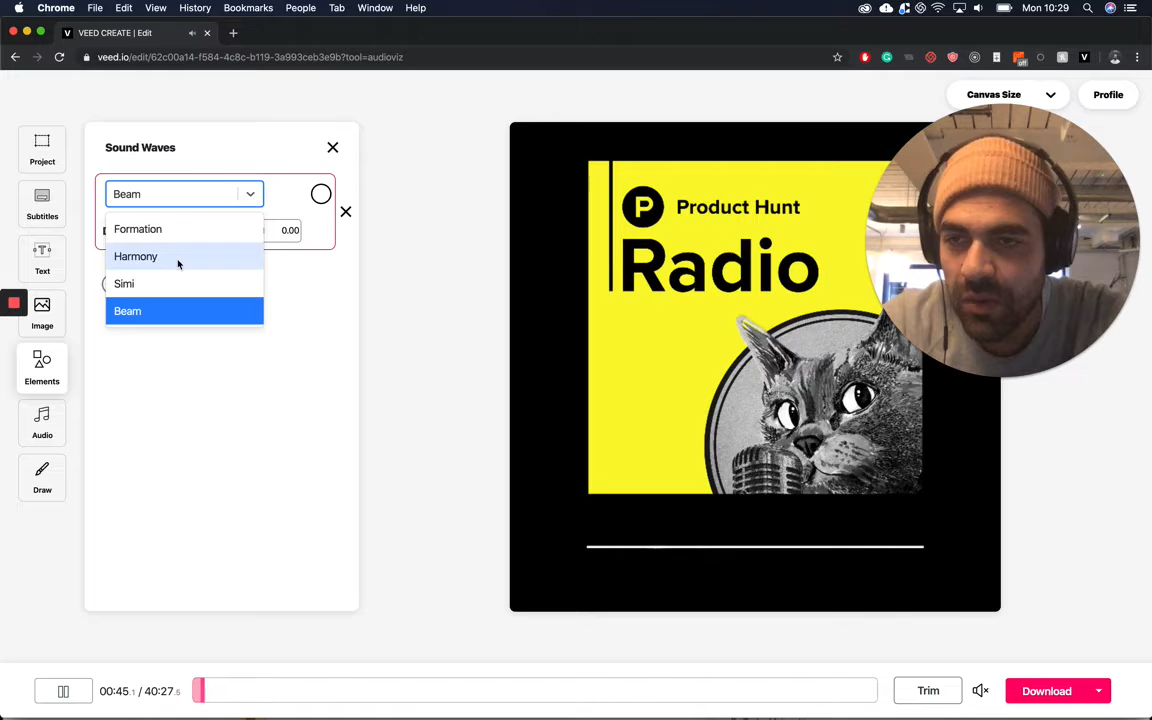 Chrome File Edit View History Bookmarks People Tab Window Help
Mon 10:29
VEED CREATE | Edit
veed.io/edit/62c00a14-f584-4c8c-b119-3a993ceb3e9b?tool=audioviz
off
Canvas Size
Profile
Project
Subtitles
Text
Image
Elements
Audio
Draw
Sound Waves
Beam
0.00
Formation
Harmony
Simi
Beam
P Product Hunt
Radio
00:45.1 / 40:27.5
Trim
Download